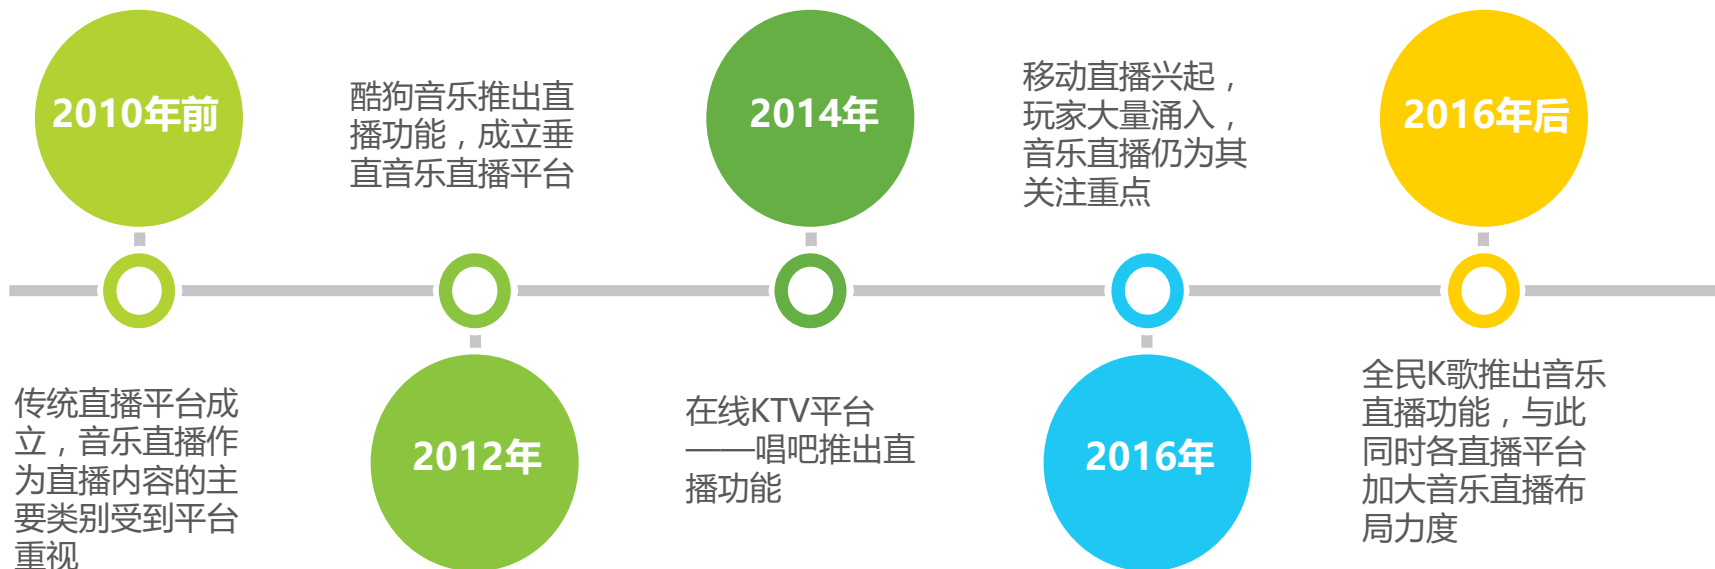 2010年前
传统直播平台成
立，音乐直播作
为直播内容的主
要类别受到平台
重视
酷狗音乐推出直
播功能，成立垂
直音乐直播平台
2012年
2014年
在线KTV平台
——唱吧推出直
播功能
移动直播兴起，
玩家大量涌入，
音乐直播仍为其
关注重点
2016年
2016年后
全民K歌推出音乐
直播功能，与此
同时各直播平台
加大音乐直播布
局力度